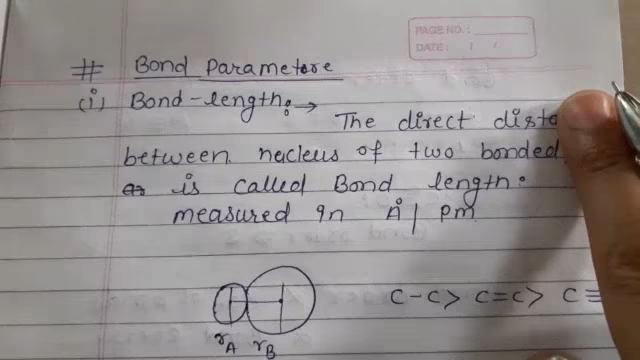 PAGE NO.:
DATE: / /
# Bond Parametere
(i) Bond-length: → The direct dista
between nucleus of two bonded
is called Bond length.
measured in Å | pm
C-C > C=C > C≡
rA rB